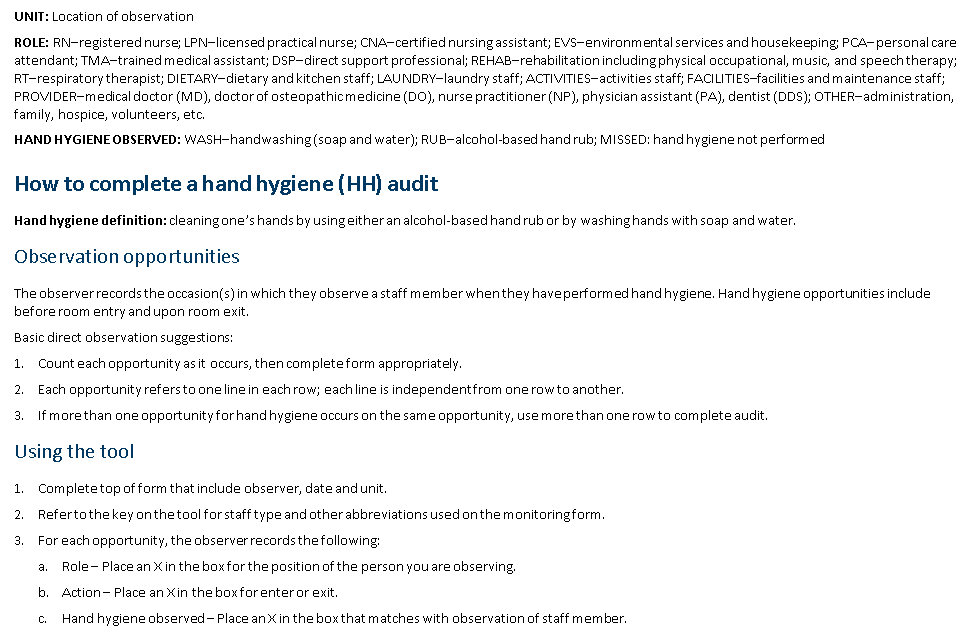 UNIT: Location of observation
ROLE: RN–registered nurse; LPN–licensed practical nurse; CNA–certified nursing assistant; EVS–environmental services and housekeeping; PCA–personal care
attendant; TMA–trained medical assistant; DSP–direct support professional; REHAB–rehabilitation including physical occupational, music, and speech therapy;
RT–respiratory therapist; DIETARY–dietary and kitchen staff; LAUNDRY–laundry staff; ACTIVITIES–activities staff; FACILITIES–facilities and maintenance staff;
PROVIDER–medical doctor (MD), doctor of osteopathic medicine (DO), nurse practitioner (NP), physician assistant (PA), dentist (DDS); OTHER–administration,
family, hospice, volunteers, etc.
HAND HYGIENE OBSERVED: WASH–handwashing (soap and water); RUB–alcohol-based hand rub; MISSED: hand hygiene not performed
How to complete a hand hygiene (HH) audit
Hand hygiene definition: cleaning one’s hands by using either an alcohol-based hand rub or by washing hands with soap and water.
Observation opportunities
The observer records the occasion(s) in which they observe a staff member when they have performed hand hygiene. Hand hygiene opportunities include
before room entry and upon room exit.
Basic direct observation suggestions:
1. Count each opportunity as it occurs, then complete form appropriately.
2. Each opportunity refers to one line in each row; each line is independent from one row to another.
3. If more than one opportunity for hand hygiene occurs on the same opportunity, use more than one row to complete audit.
Using the tool
1. Complete top of form that include observer, date and unit.
2. Refer to the key on the tool for staff type and other abbreviations used on the monitoring form.
3. For each opportunity, the observer records the following:
a. Role – Place an X in the box for the position of the person you are observing.
b. Action – Place an X in the box for enter or exit.
c. Hand hygiene observed – Place an X in the box that matches with observation of staff member.